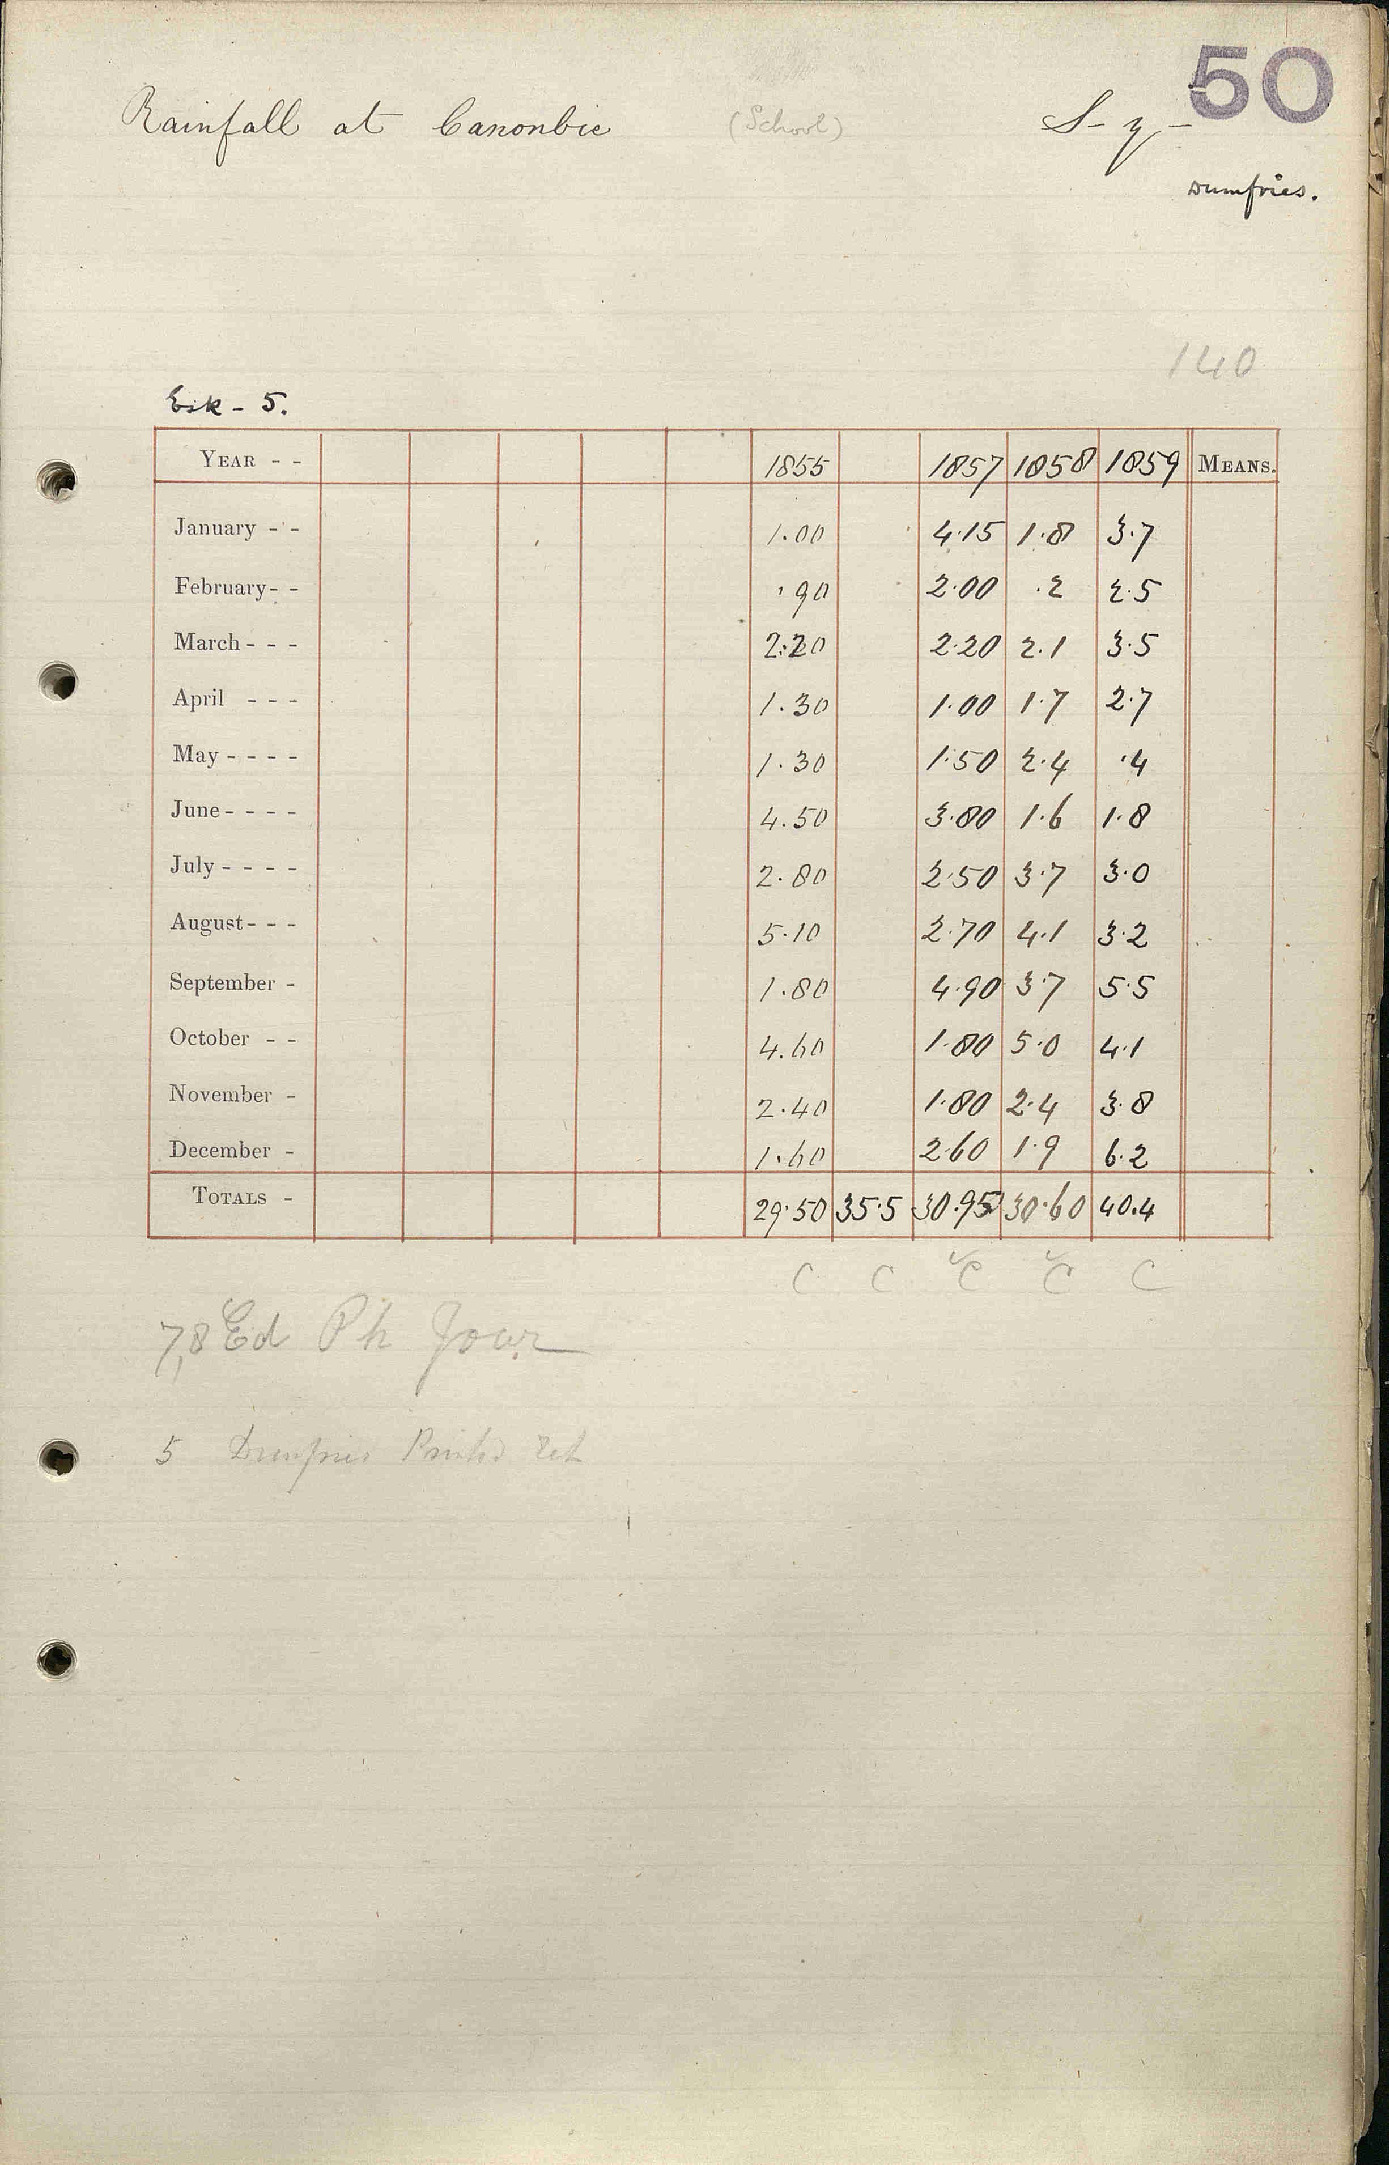 50
Rainfall at Canonbie (School) S-y-
Dumfries.
140
Esk - 5.
YEAR - - 1855 1857 1858 1859 MEANS.
January - - 1.00 4.15 1.8 3.7
February - - .90 2.00 .2 2.5
March - - - 2.20 2.20 2.1 3.5
April - - - 1.30 1.00 1.7 2.7
May - - - - 1.30 1.50 2.4 .4
June - - - - 4.50 3.80 1.6 1.8
July - - - - 2.80 2.50 3.7 3.0
August - - - 5.10 2.70 4.1 3.2
September - 1.80 4.90 3.7 5.5
October - - 4.60 1.80 5.0 4.1
November - 2.40 1.80 2.4 3.8
December - 1.60 2.60 1.9 6.2
TOTALS - 29.50 35.5 30.95 30.60 40.4
C C C C C
7,8 Ed Ph Jour
5 Dumfries Printed Ret